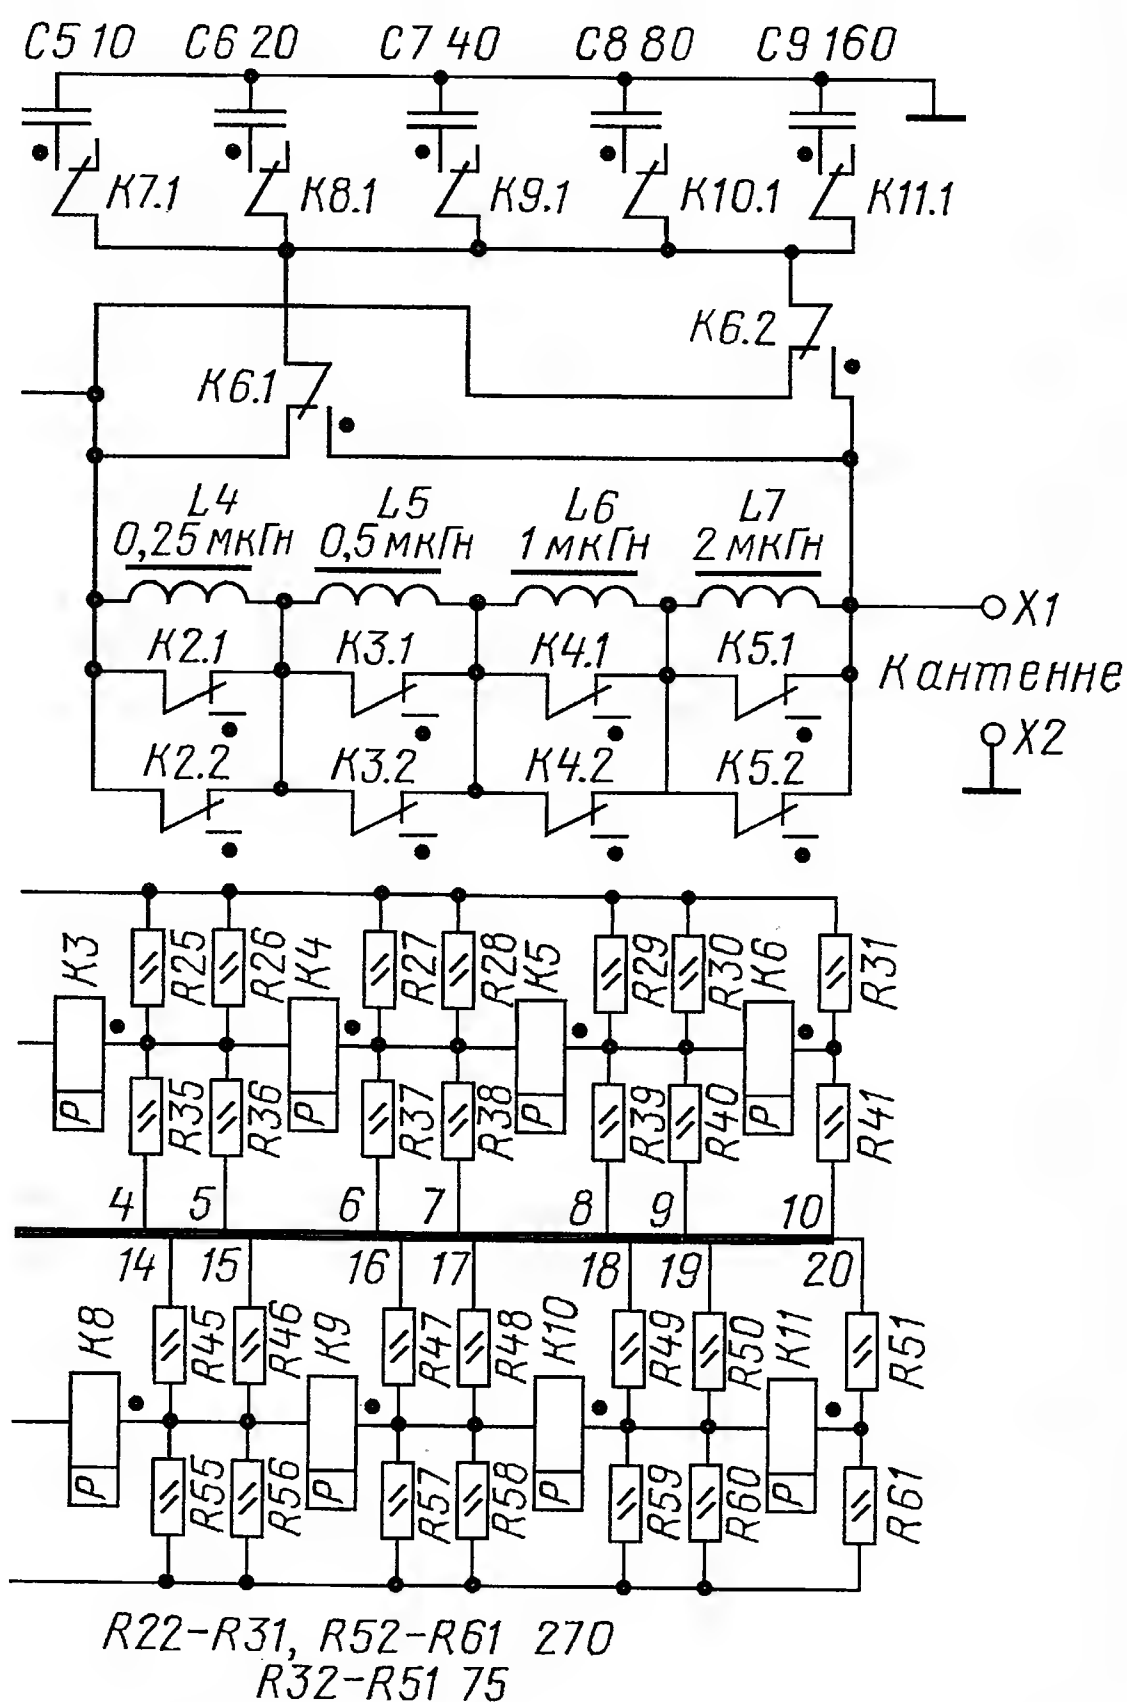 C5 10 C6 20 C7 40 C8 80 C9 160
K7.1 K8.1 K9.1 K10.1 K11.1
K6.2
K6.1
L4 L5 L6 L7
0,25 мкГн 0,5 мкГн 1 мкГн 2 мкГн
X1
K2.1 K3.1 K4.1 K5.1
К антенне
X2
K2.2 K3.2 K4.2 K5.2
K3 R25 R26 K4 R27 R28 K5 R29 R30 K6 R31
P R35 R36 P R37 R38 P R39 R40 P R41
4 5 6 7 8 9 10
14 15 16 17 18 19 20
K8 R45 R46 K9 R47 R48 K10 R49 R50 K11 R51
P R55 R56 P R57 R58 P R59 R60 P R61
R22–R31, R52–R61 270
R32–R51 75